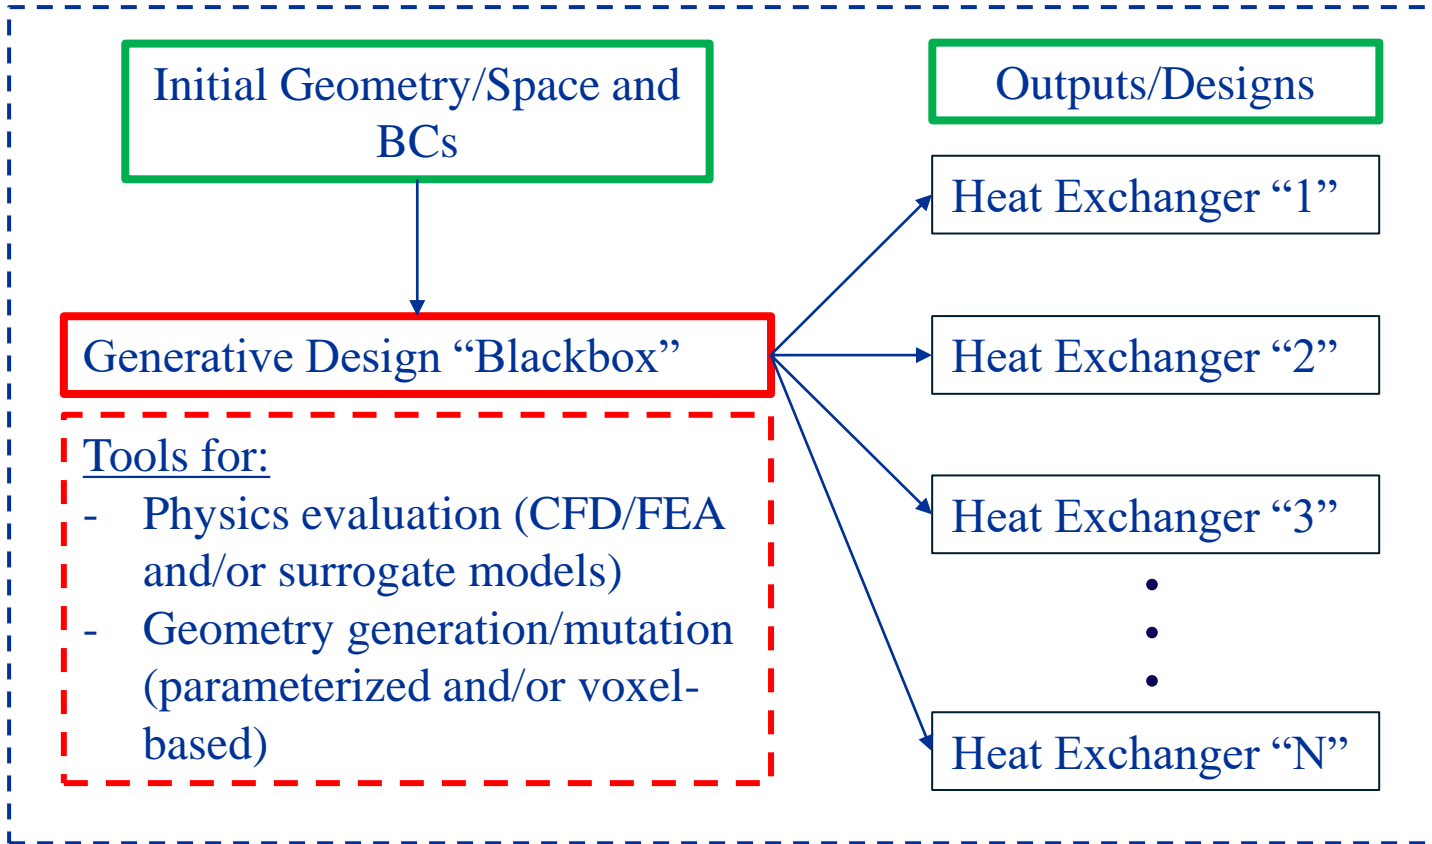 Initial Geometry/Space and
BCs
Generative Design “Blackbox”
Tools for:
- Physics evaluation (CFD/FEA
and/or surrogate models)
- Geometry generation/mutation
(parameterized and/or voxel-
based)
Outputs/Designs
Heat Exchanger “1”
Heat Exchanger “2”
Heat Exchanger “3”
Heat Exchanger “N”